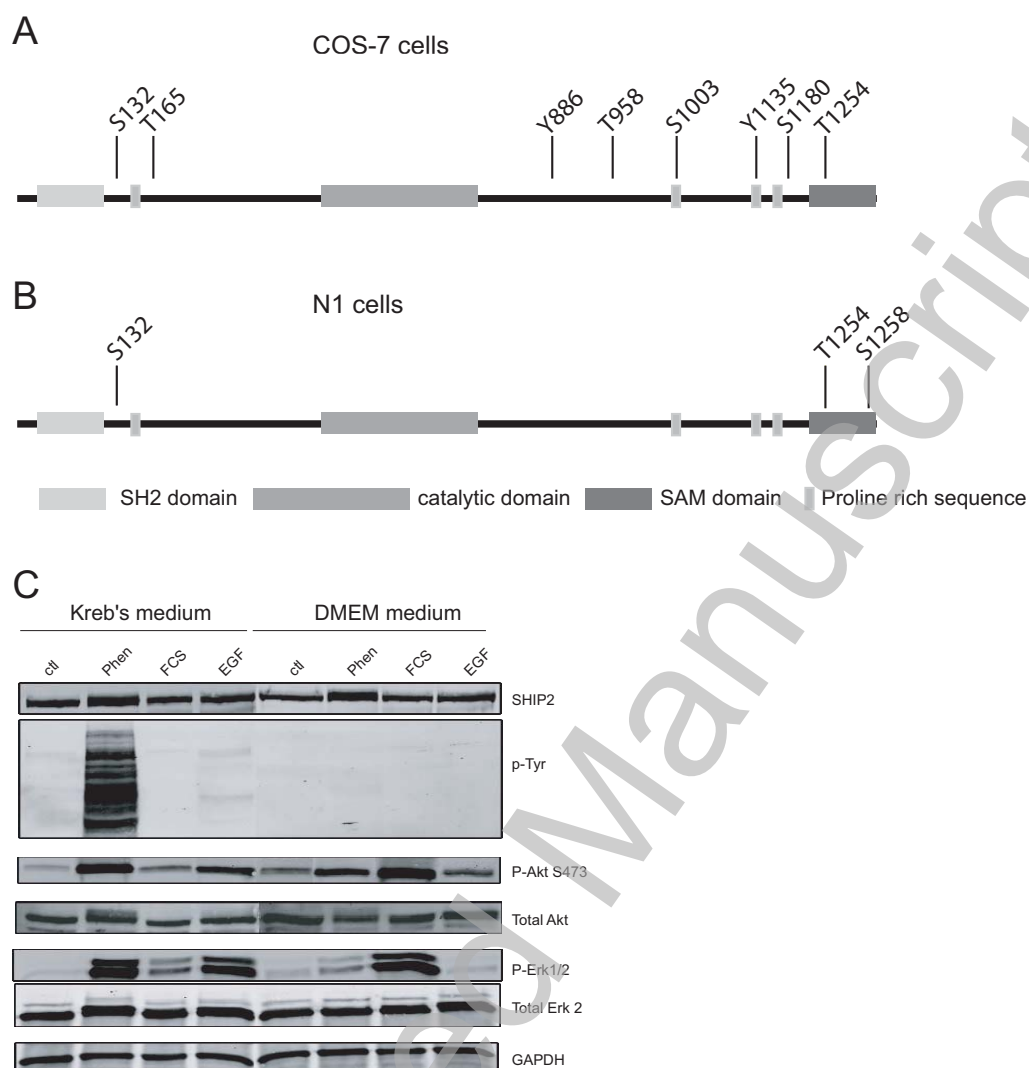 A
COS-7 cells
S132 T165 Y886 T958 S1003 Y1135 S1180 T1254
B
N1 cells
S132 T1254 S1258
SH2 domain catalytic domain SAM domain Proline rich sequence
C
Kreb's medium DMEM medium
ctl Phen FCS EGF ctl Phen FCS EGF
SHIP2
p-Tyr
P-Akt S473
Total Akt
P-Erk1/2
Total Erk 2
GAPDH
ed Manuscript